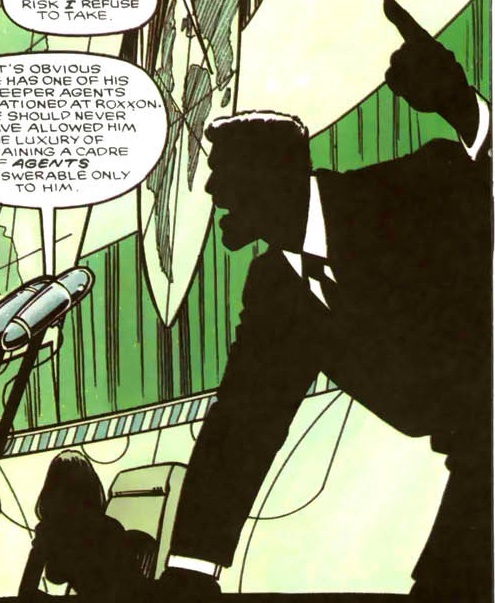 RISK I REFUSE
TO TAKE.
T'S OBVIOUS
HAS ONE OF HIS
EEPER AGENTS
ATIONED AT ROXXON.
E SHOULD NEVER
AVE ALLOWED HIM
E LUXURY OF
AINING A CADRE
F AGENTS
SWERABLE ONLY
TO HIM.